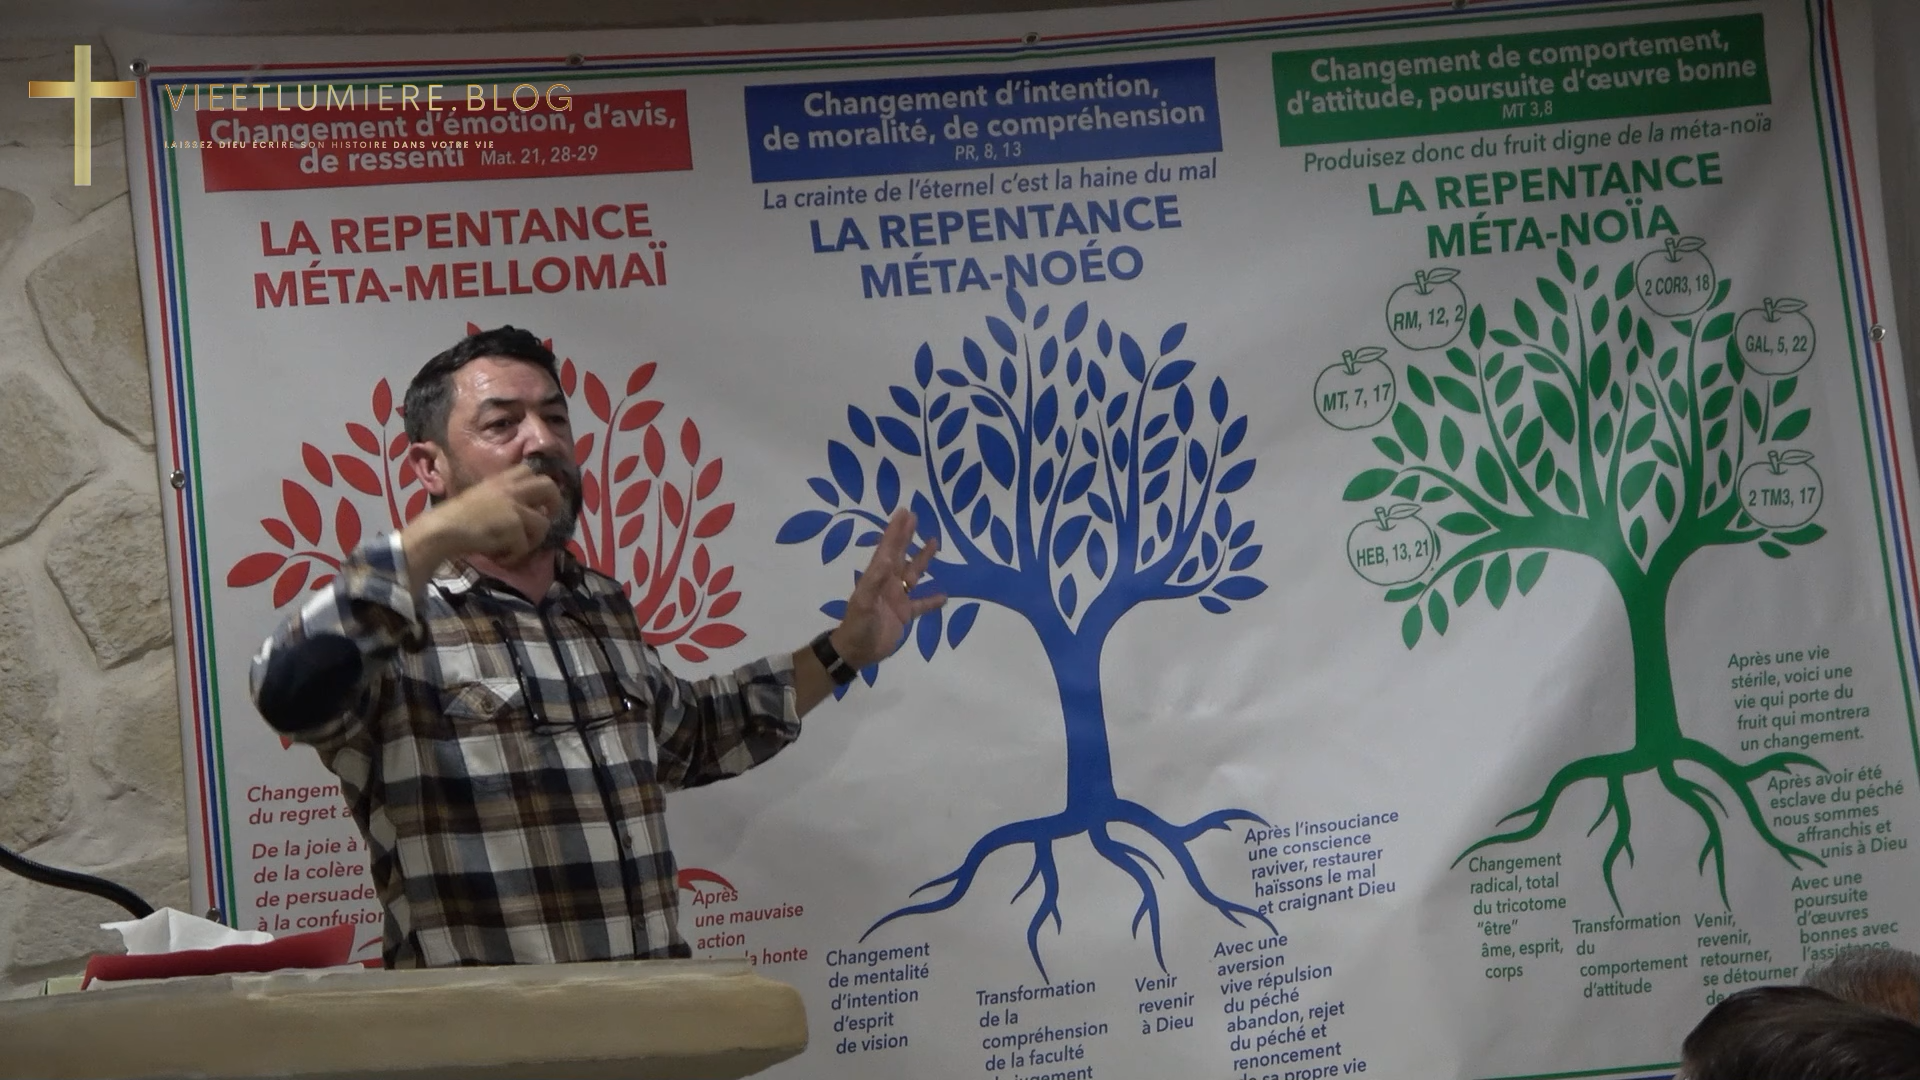 VIEETLUMIERE.BLOG
LAISSEZ DIEU ÉCRIRE SON HISTOIRE DANS VOTRE VIE
Changement d'émotion, d'avis,
de ressenti Mat. 21, 28-29
LA REPENTANCE
MÉTA-MELLOMAÏ
Changem
du regret a
De la joie à l
de la colère
de persuade
à la confusion
Après
une mauvaise
action
la honte
Changement d'intention,
de moralité, de compréhension
PR, 8, 13
La crainte de l'éternel c'est la haine du mal
LA REPENTANCE
MÉTA-NOÉO
Après l'insouciance
une conscience
raviver, restaurer
haïssons le mal
et craignant Dieu
Changement
de mentalité
d'intention
d'esprit
de vision
Transformation
de la
compréhension
de la faculté
Venir
revenir
à Dieu
Avec une
aversion
vive répulsion
du péché
abandon, rejet
du péché et
renoncement
de sa propre vie
Changement de comportement,
d'attitude, poursuite d'œuvre bonne
MT 3,8
Produisez donc du fruit digne de la méta-noïa
LA REPENTANCE
MÉTA-NOÏA
2 COR3, 18
RM, 12, 2
GAL, 5, 22
MT, 7, 17
2 TM3, 17
HEB, 13, 21
Après une vie
stérile, voici une
vie qui porte du
fruit qui montrera
un changement.
Après avoir été
esclave du péché
nous sommes
affranchis et
unis à Dieu
Changement
radical, total
du tricotome
"être"
âme, esprit,
corps
Transformation
du
comportement
d'attitude
Venir,
revenir,
retourner,
se détourner
de
Avec une
poursuite
d'œuvres
bonnes avec
l'assistance